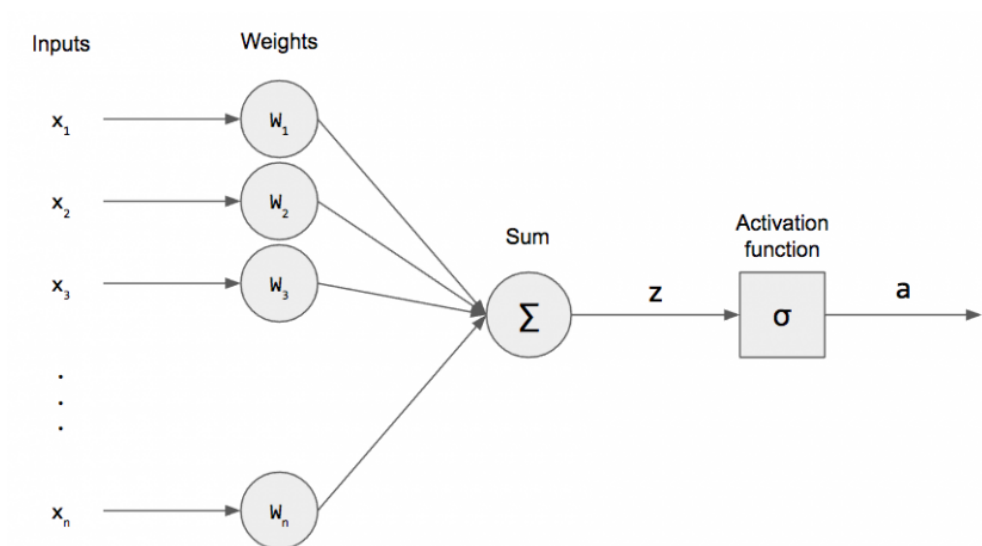 Inputs
Weights
x₁
W₁
x₂
W₂
Sum
Activation
function
x₃
W₃
Σ
z
σ
a
.
.
.
xₙ
Wₙ